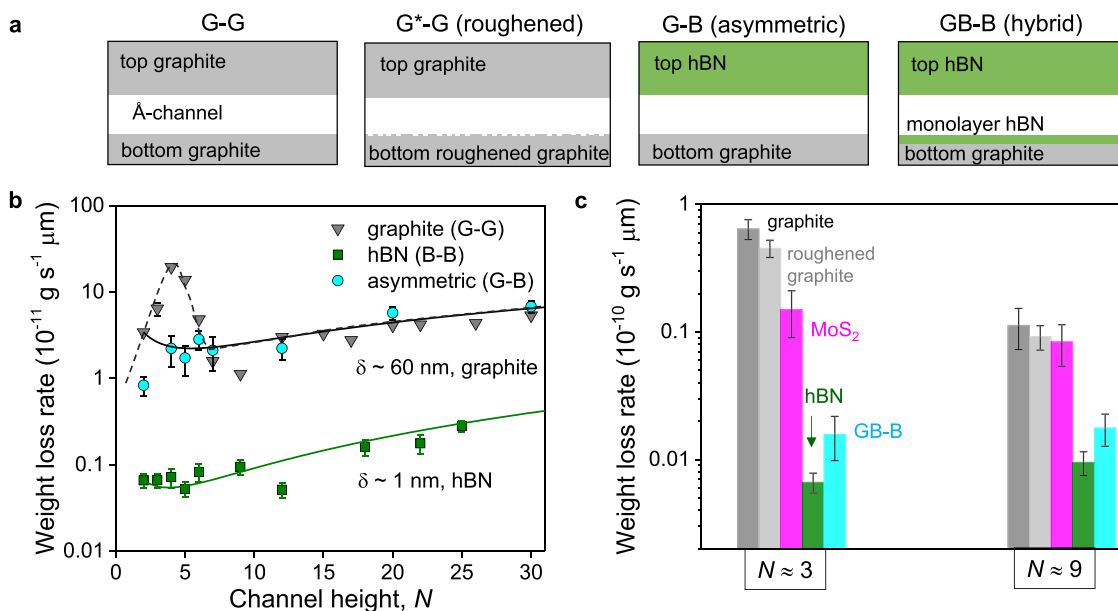 a
G-G
G*-G (roughened)
G-B (asymmetric)
GB-B (hybrid)
top graphite
Å-channel
bottom graphite
top graphite
bottom roughened graphite
top hBN
bottom graphite
top hBN
monolayer hBN
bottom graphite
b
Weight loss rate (10⁻¹¹ g s⁻¹ μm)
100
10
1
0.1
0.01
graphite (G-G)
hBN (B-B)
asymmetric (G-B)
δ ~ 60 nm, graphite
δ ~ 1 nm, hBN
0 5 10 15 20 25 30
Channel height, N
c
Weight loss rate (10⁻¹⁰ g s⁻¹ μm)
1
0.1
0.01
graphite
roughened
graphite
MoS₂
hBN
GB-B
N ≈ 3
N ≈ 9